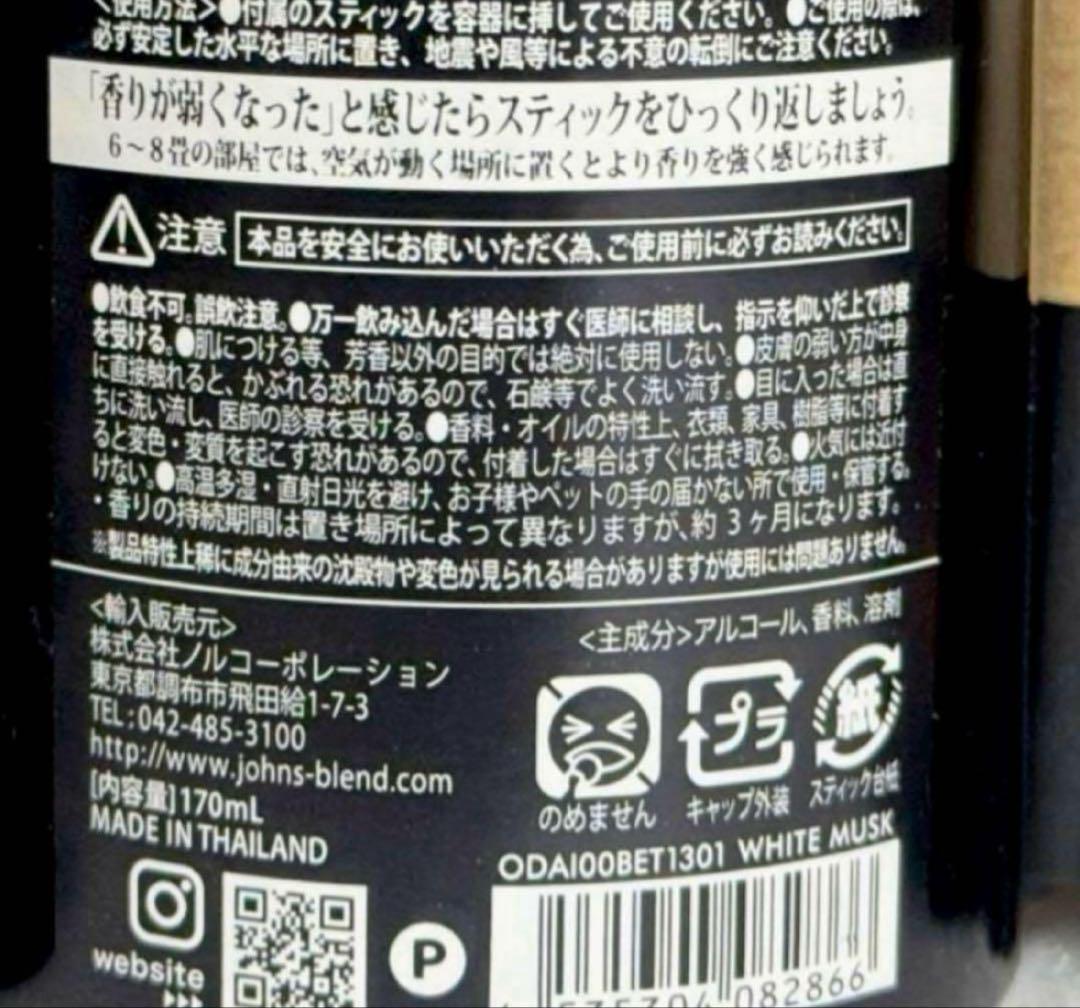 <使用方法>●付属のスティックを容器に挿してご使用ください。●ご使用の際は、
必ず安定した水平な場所に置き、地震や風等による不意の転倒にご注意ください。
「香りが弱くなった」と感じたらスティックをひっくり返しましょう。
6～8畳の部屋では、空気が動く場所に置くとより香りを強く感じられます。
注意 本品を安全にお使いいただく為、ご使用前に必ずお読みください。
●飲食不可。誤飲注意。●万一飲み込んだ場合はすぐ医師に相談し、指示を仰いだ上で診察
を受ける。●肌につける等、芳香以外の目的では絶対に使用しない。●皮膚の弱い方が中身
に直接触れると、かぶれる恐れがあるので、石鹸等でよく洗い流す。●目に入った場合は直
ちに洗い流し、医師の診察を受ける。●香料・オイルの特性上、衣類、家具、樹脂等に付着す
ると変色・変質を起こす恐れがあるので、付着した場合はすぐに拭き取る。●火気には近付
けない。●高温多湿・直射日光を避け、お子様やペットの手の届かない所で使用・保管する。
・香りの持続期間は置き場所によって異なりますが、約3ヶ月になります。
※製品特性上稀に成分由来の沈殿物や変色が見られる場合がありますが使用には問題ありません。
<輸入販売元>
株式会社ノルコーポレーション
東京都調布市飛田給1-7-3
TEL:042-485-3100
http://www.johns-blend.com
[内容量]170mL
MADE IN THAILAND
<主成分>アルコール、香料、溶剤
プラ
紙
のめません
キャップ外装
スティック台紙
ODAI00BET1301 WHITE MUSK
website
P
082866